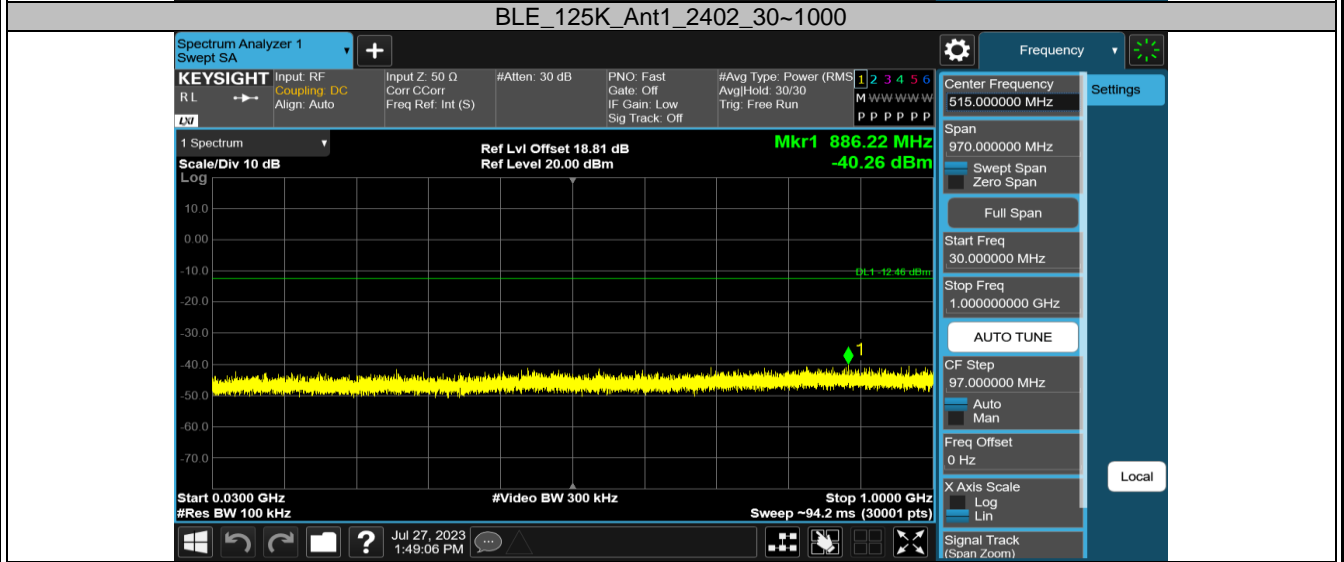 BLE_125K_Ant1_2402_30~1000
Spectrum Analyzer 1
Swept SA
+
Frequency
KEYSIGHT
R L
LXI
Input: RF
Coupling: DC
Align: Auto
Input Z: 50 Ω
Corr CCorr
Freq Ref: Int (S)
#Atten: 30 dB
PNO: Fast
Gate: Off
IF Gain: Low
Sig Track: Off
#Avg Type: Power (RMS
Avg|Hold: 30/30
Trig: Free Run
1 2 3 4 5 6
M W W W W W
P P P P P P
1 Spectrum
Scale/Div 10 dB
Ref Lvl Offset 18.81 dB
Ref Level 20.00 dBm
Mkr1 886.22 MHz
-40.26 dBm
Log
10.0
0.00
-10.0
DL1 -12.46 dBm
-20.0
-30.0
1
-40.0
-50.0
-60.0
-70.0
Start 0.0300 GHz
#Res BW 100 kHz
#Video BW 300 kHz
Stop 1.0000 GHz
Sweep ~94.2 ms (30001 pts)
Center Frequency
515.000000 MHz
Settings
Span
970.000000 MHz
Swept Span
Zero Span
Full Span
Start Freq
30.000000 MHz
Stop Freq
1.000000000 GHz
AUTO TUNE
CF Step
97.000000 MHz
Auto
Man
Freq Offset
0 Hz
X Axis Scale
Log
Lin
Local
Signal Track
(Span Zoom)
?
Jul 27, 2023
1:49:06 PM